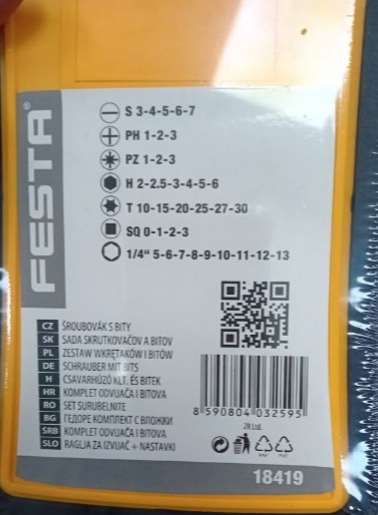 FESTA®
S 3-4-5-6-7
PH 1-2-3
PZ 1-2-3
H 2-2.5-3-4-5-6
T 10-15-20-25-27-30
SQ 0-1-2-3
1/4" 5-6-7-8-9-10-11-12-13
CZ ŠROUBOVÁK S BITY
SK SADA SKRUTKOVAČOV A BITOV
PL ZESTAW WKRĘTAKÓW I BITÓW
DE SCHRAUBER MIT BITS
H CSAVARHÚZÓ KLT. ÉS BITEK
HR KOMPLET ODVIJAČA I BITOVA
RO SET SURUBELNITE
BG ГЕДОРЕ КОМПЛЕКТ С ВЛОЖКИ
SRB KOMPLET ODVIJAČA I BITOVA
SLO RAGLJA ZA IZVIJAČ + NASTAVKI
8 590804 032595
18419